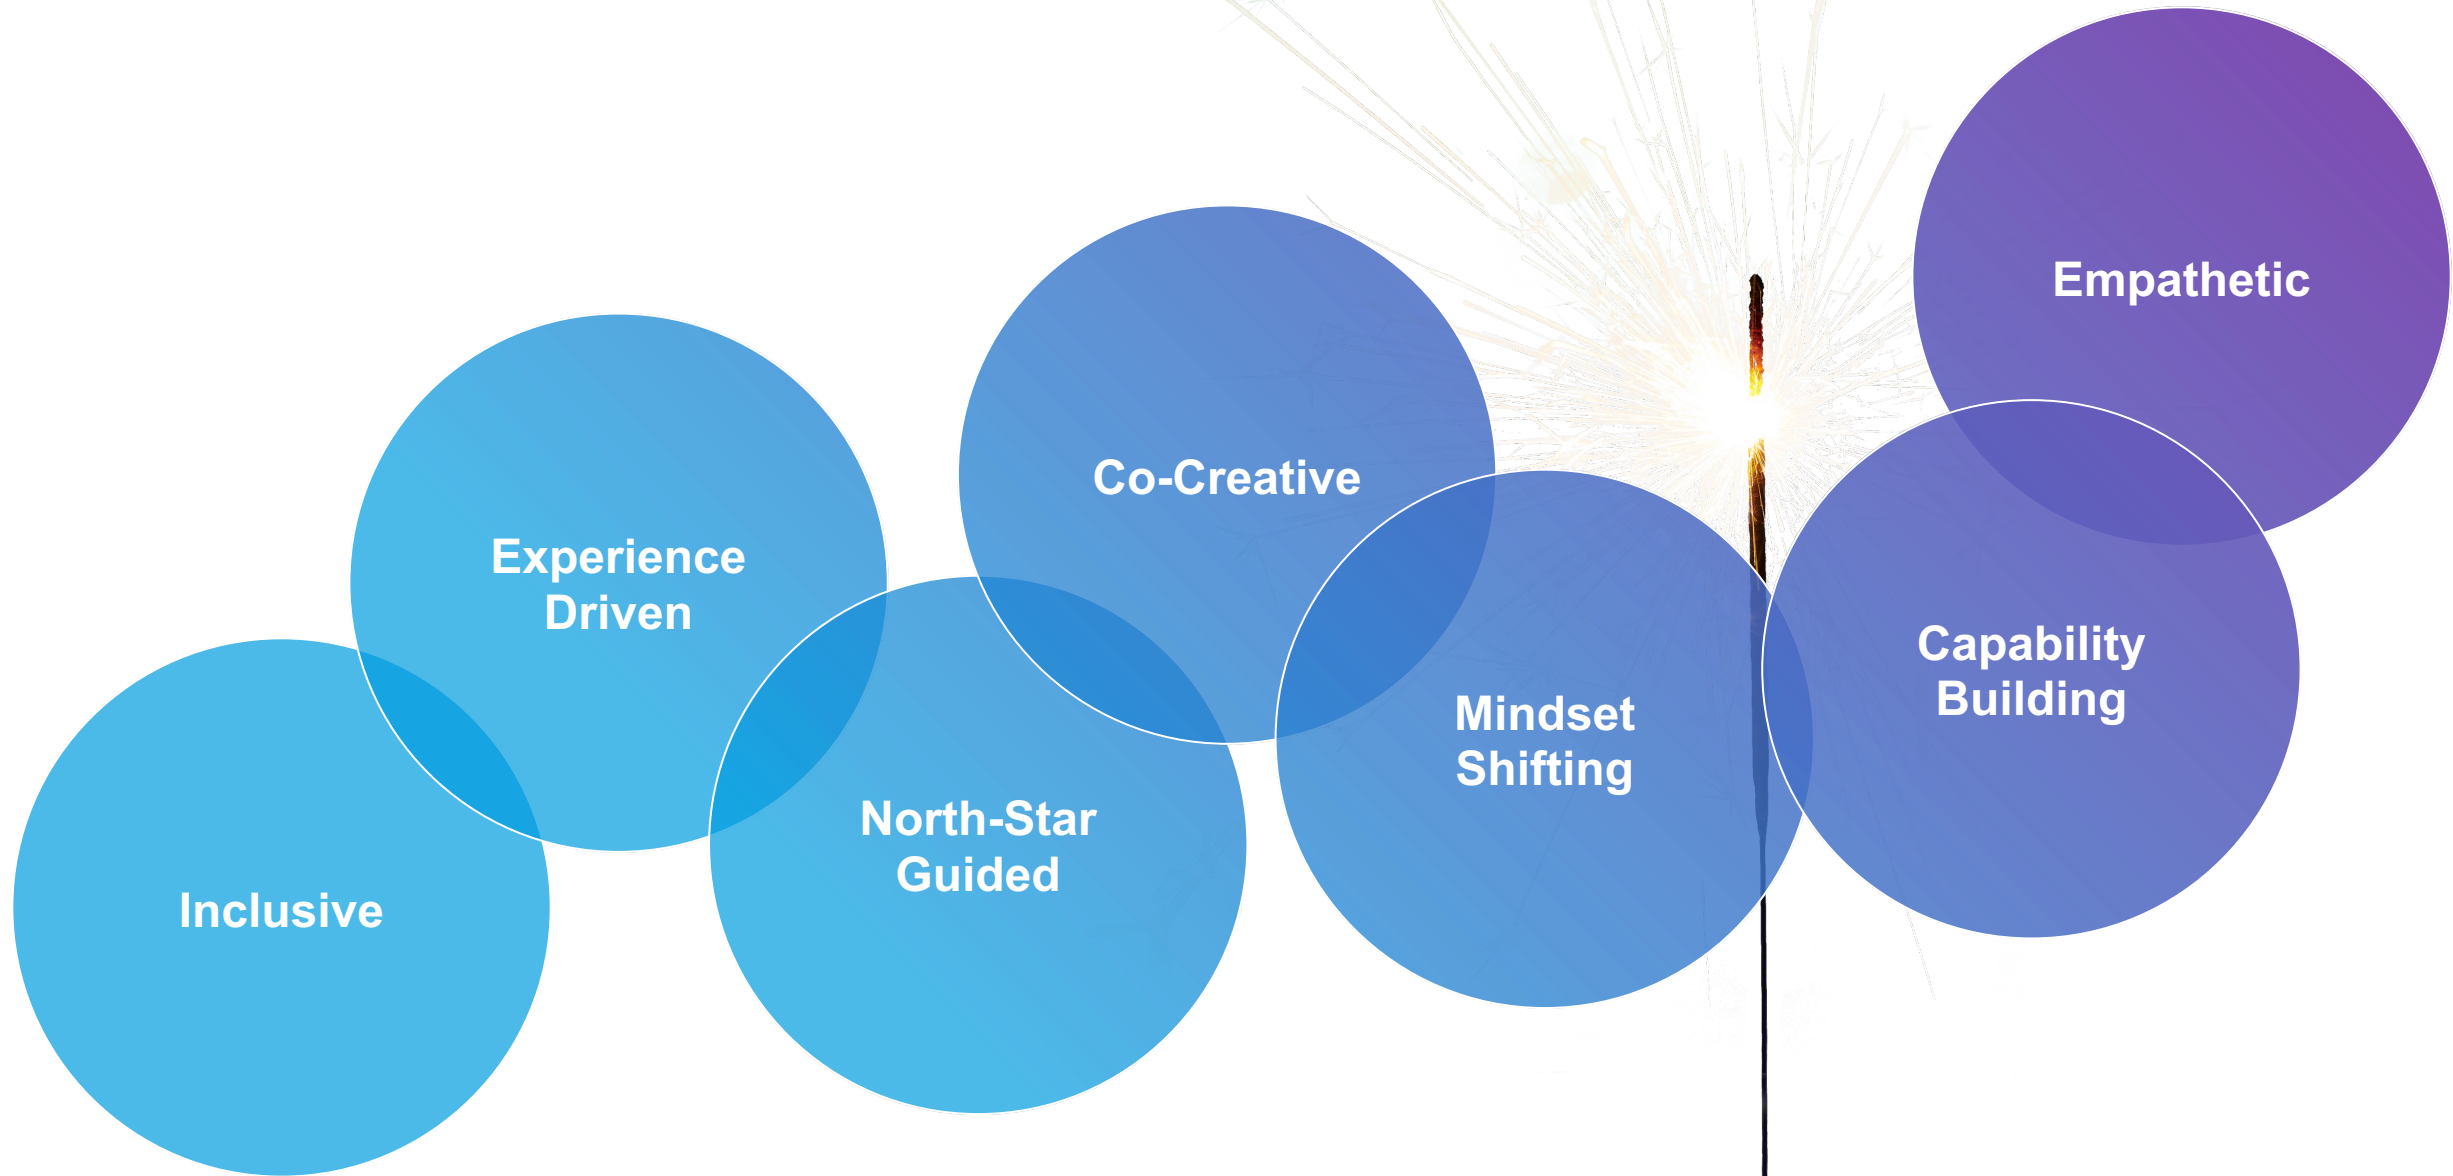 Inclusive
Experience
Driven
North-Star
Guided
Co-Creative
Mindset
Shifting
Capability
Building
Empathetic